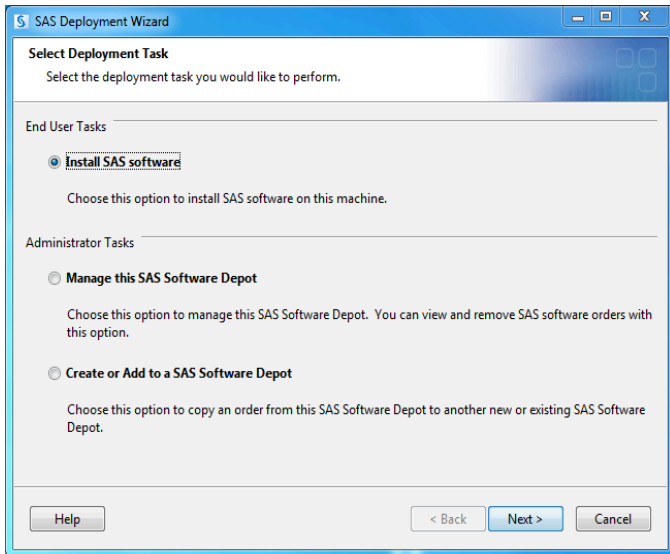 SAS Deployment Wizard
Select Deployment Task
Select the deployment task you would like to perform.
End User Tasks
Install SAS software
Choose this option to install SAS software on this machine.
Administrator Tasks
Manage this SAS Software Depot
Choose this option to manage this SAS Software Depot.  You can view and remove SAS software orders with
this option.
Create or Add to a SAS Software Depot
Choose this option to copy an order from this SAS Software Depot to another new or existing SAS Software
Depot.
Help < Back Next > Cancel